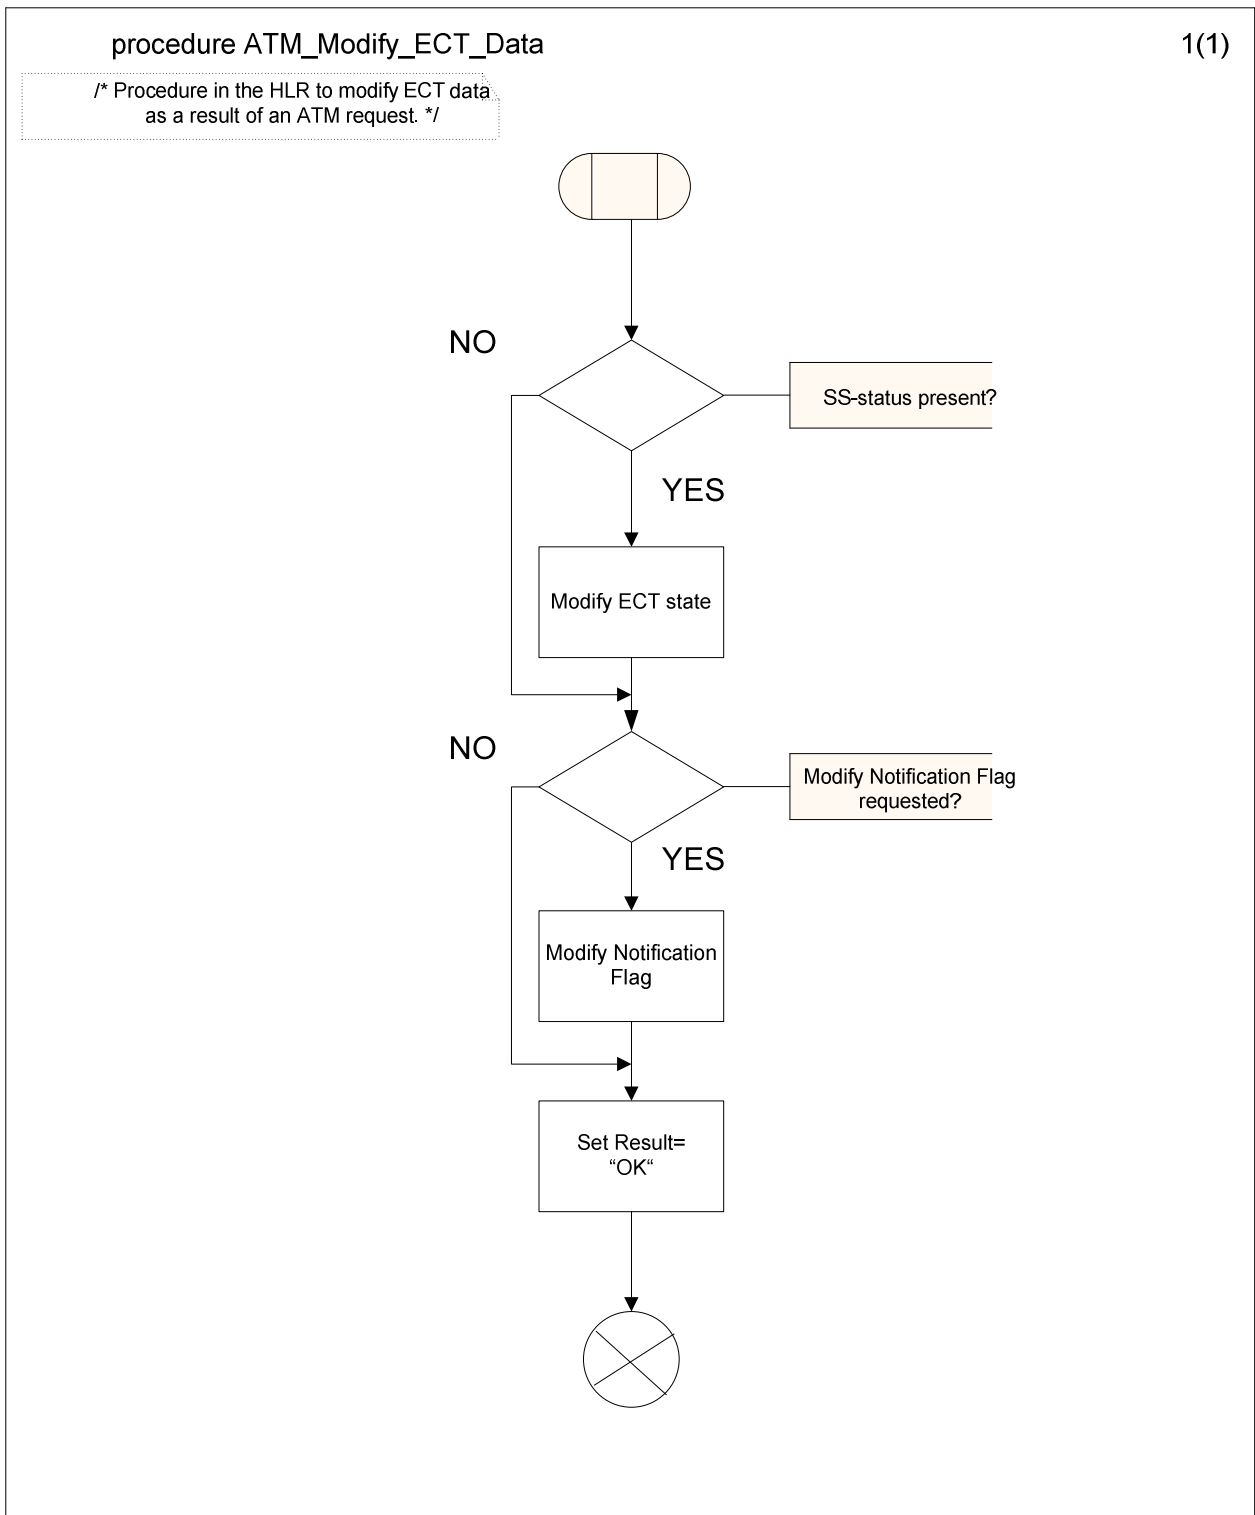 procedure ATM_Modify_ECT_Data
1(1)
/* Procedure in the HLR to modify ECT data
as a result of an ATM request. */
NO
SS-status present?
YES
Modify ECT state
NO
Modify Notification Flag
requested?
YES
Modify Notification
Flag
Set Result=
“OK“